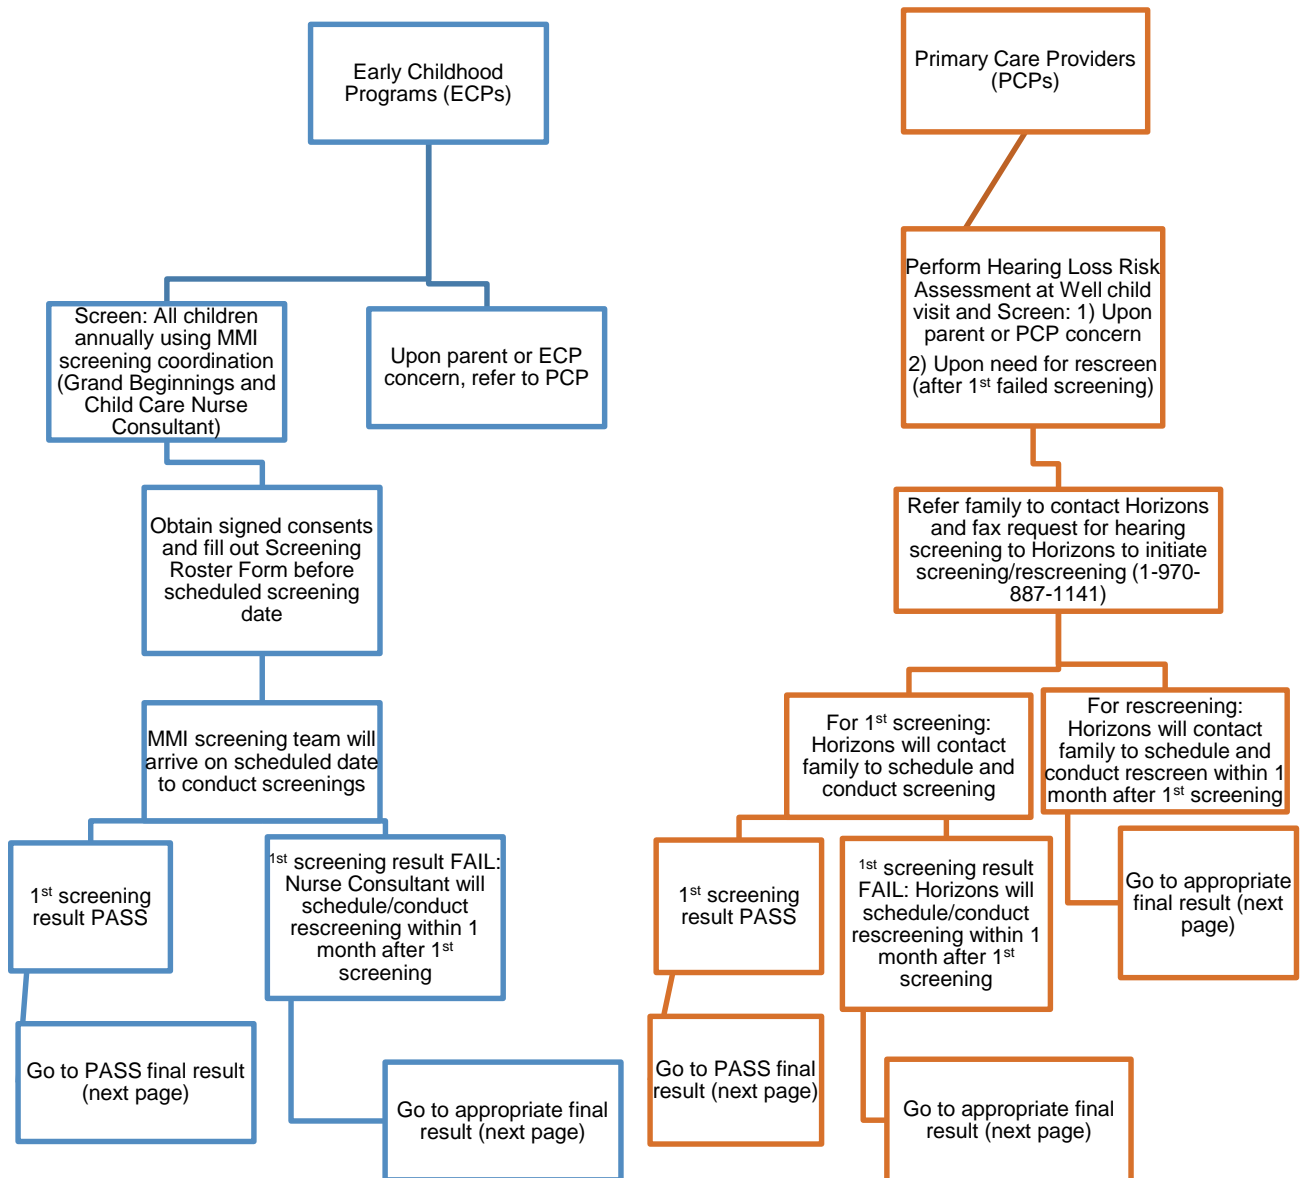 Early Childhood
Programs (ECPs)
Screen: All children
annually using MMI
screening coordination
(Grand Beginnings and
Child Care Nurse
Consultant)
Upon parent or ECP
concern, refer to PCP
Obtain signed consents
and fill out Screening
Roster Form before
scheduled screening
date
MMI screening team will
arrive on scheduled date
to conduct screenings
1st screening
result PASS
1st screening result FAIL:
Nurse Consultant will
schedule/conduct
rescreening within 1
month after 1st
screening
Go to PASS final result
(next page)
Go to appropriate final
result (next page)
Primary Care Providers
(PCPs)
Perform Hearing Loss Risk
Assessment at Well child
visit and Screen: 1) Upon
parent or PCP concern
2) Upon need for rescreen
(after 1st failed screening)
Refer family to contact Horizons
and fax request for hearing
screening to Horizons to initiate
screening/rescreening (1-970-
887-1141)
For 1st screening:
Horizons will contact
family to schedule and
conduct screening
For rescreening:
Horizons will contact
family to schedule and
conduct rescreen within 1
month after 1st screening
1st screening
result PASS
1st screening result
FAIL: Horizons will
schedule/conduct
rescreening within 1
month after 1st
screening
Go to appropriate
final result (next
page)
Go to PASS final
result (next page)
Go to appropriate final
result (next page)